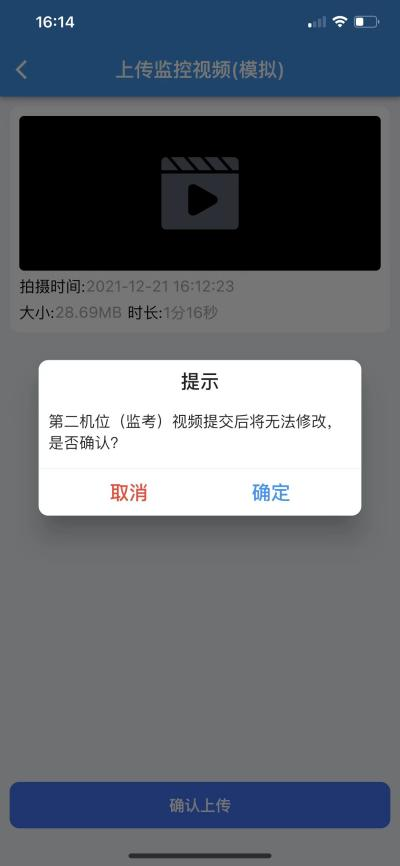 16:14
上传监控视频(模拟)
拍摄时间:2021-12-21 16:12:23
大小:28.69MB 时长:1分16秒
提示
第二机位（监考）视频提交后将无法修改，
是否确认？
取消
确定
确认上传